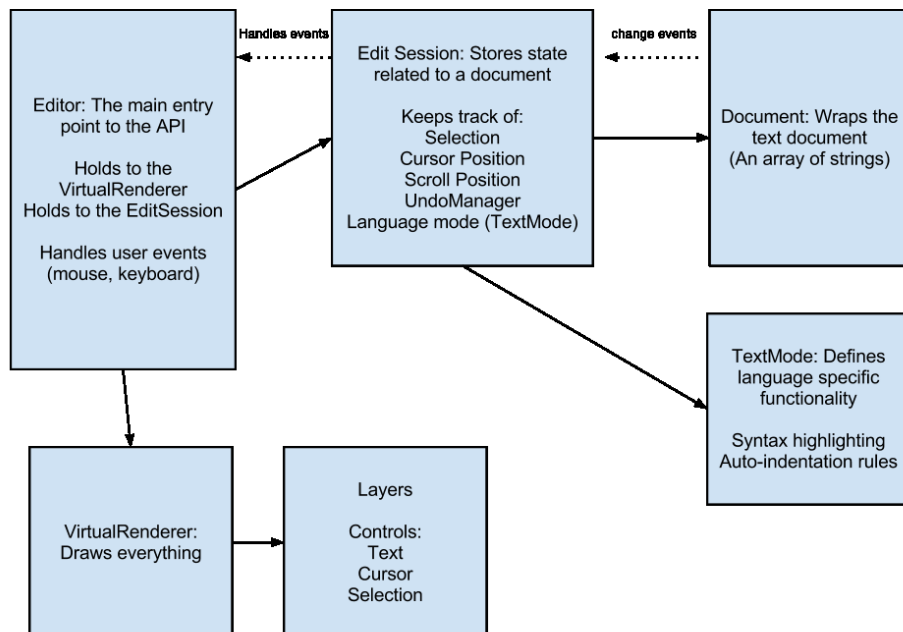 Handles events
change events
Editor: The main entry
point to the API
Holds to the
VirtualRenderer
Holds to the EditSession
Handles user events
(mouse, keyboard)
Edit Session: Stores state
related to a document
Keeps track of:
Selection
Cursor Position
Scroll Position
UndoManager
Language mode (TextMode)
Document: Wraps the
text document
(An array of strings)
TextMode: Defines
language specific
functionality
Syntax highlighting
Auto-indentation rules
VirtualRenderer:
Draws everything
Layers
Controls:
Text
Cursor
Selection